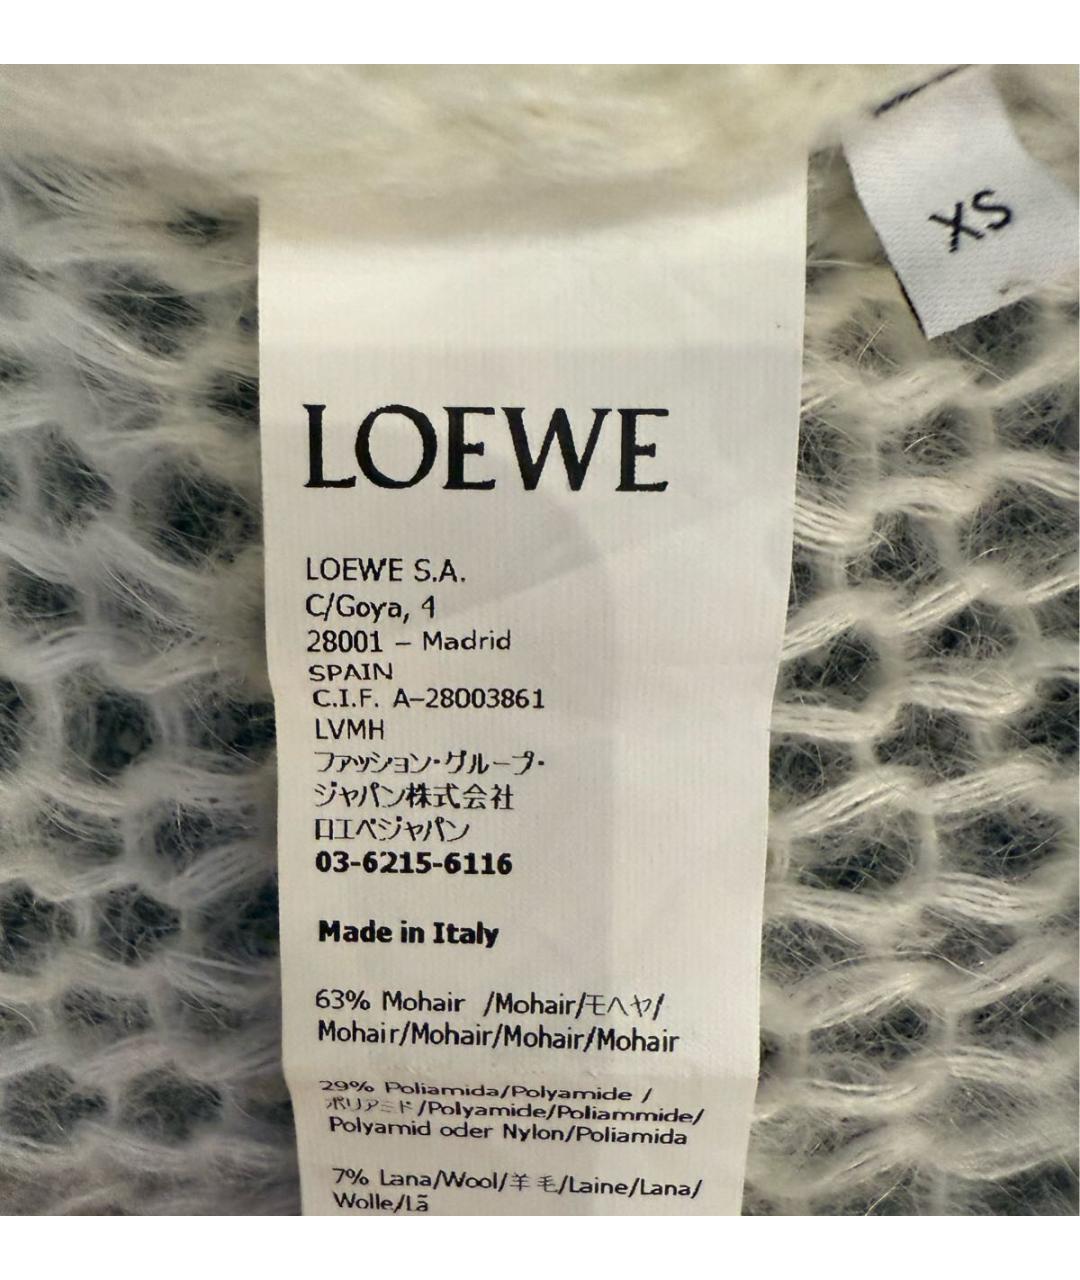 XS
LOEWE
LOEWE S.A.
C/Goya, 4
28001 – Madrid
SPAIN
C.I.F. A–28003861
LVMH
ファッション・グループ・
ジャパン株式会社
ロエベジャパン
03-6215-6116
Made in Italy
63% Mohair /Mohair/モヘヤ/
Mohair/Mohair/Mohair/Mohair
29% Poliamida/Polyamide /
ポリアミド/Polyamide/Poliammide/
Polyamid oder Nylon/Poliamida
7% Lana/Wool/羊毛/Laine/Lana/
Wolle/Lã